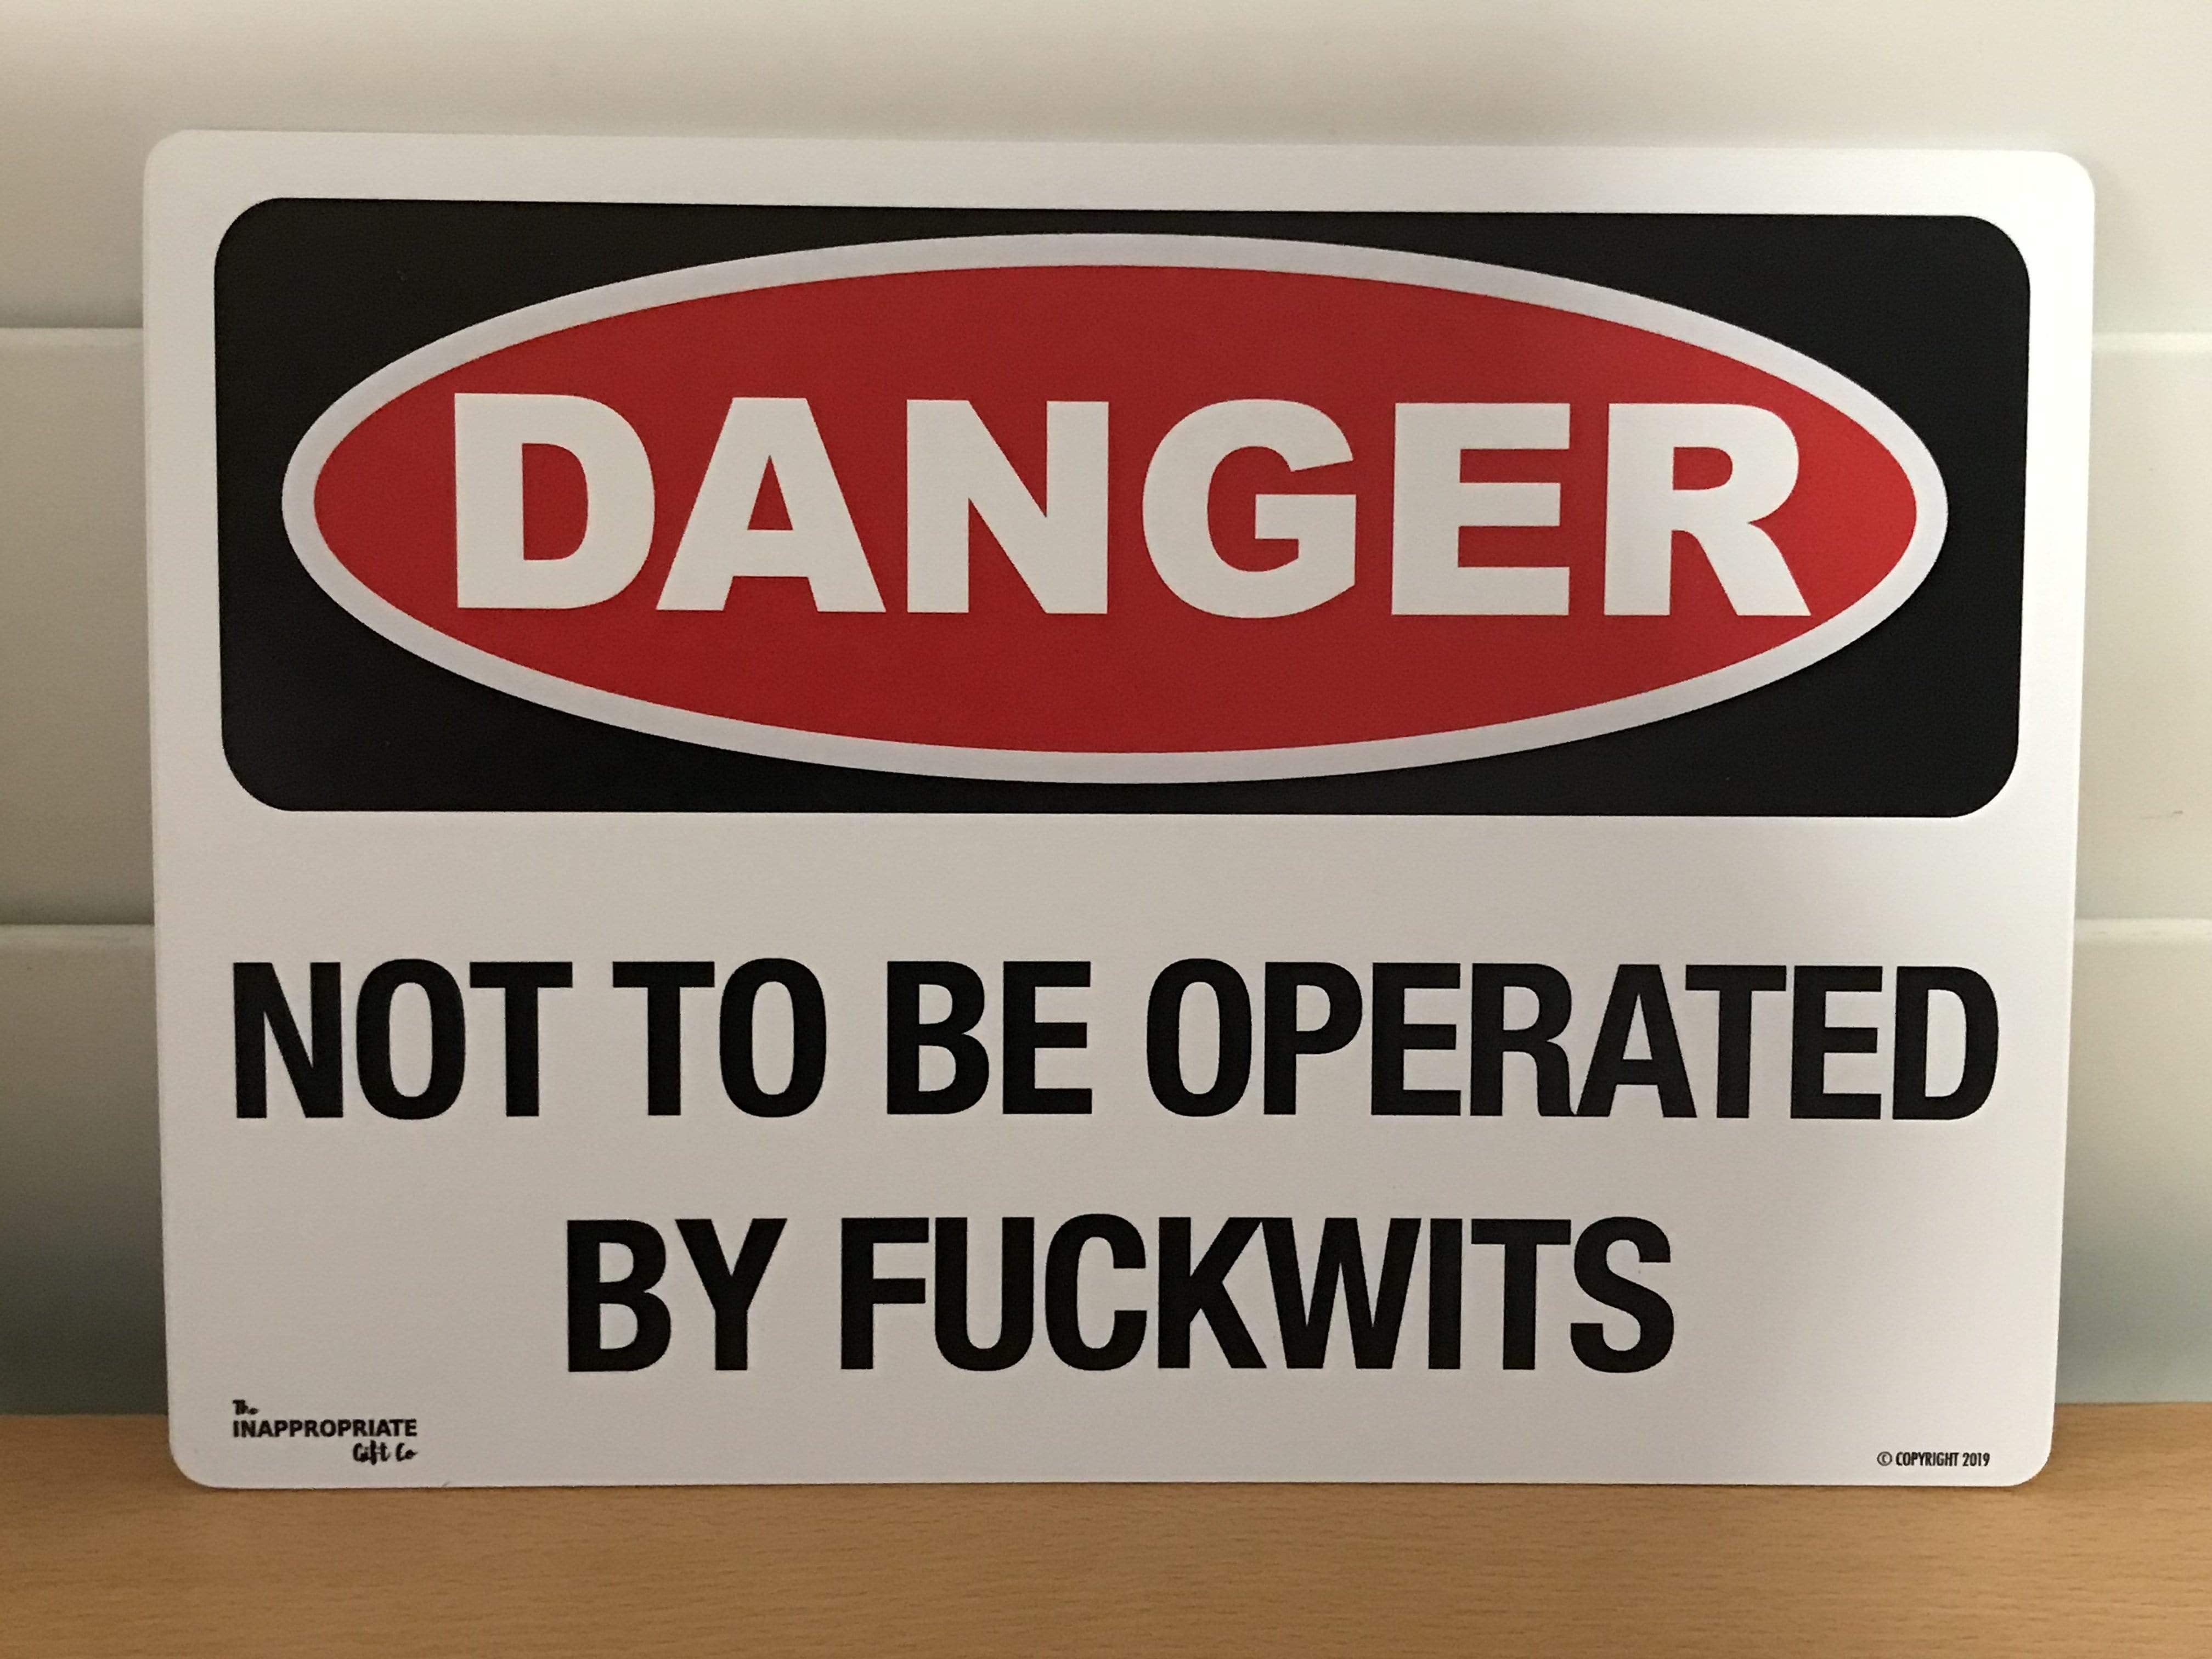 DANGER
NOT TO BE OPERATED
BY FUCKWITS
The
INAPPROPRIATE
Gift Co
© COPYRIGHT 2019